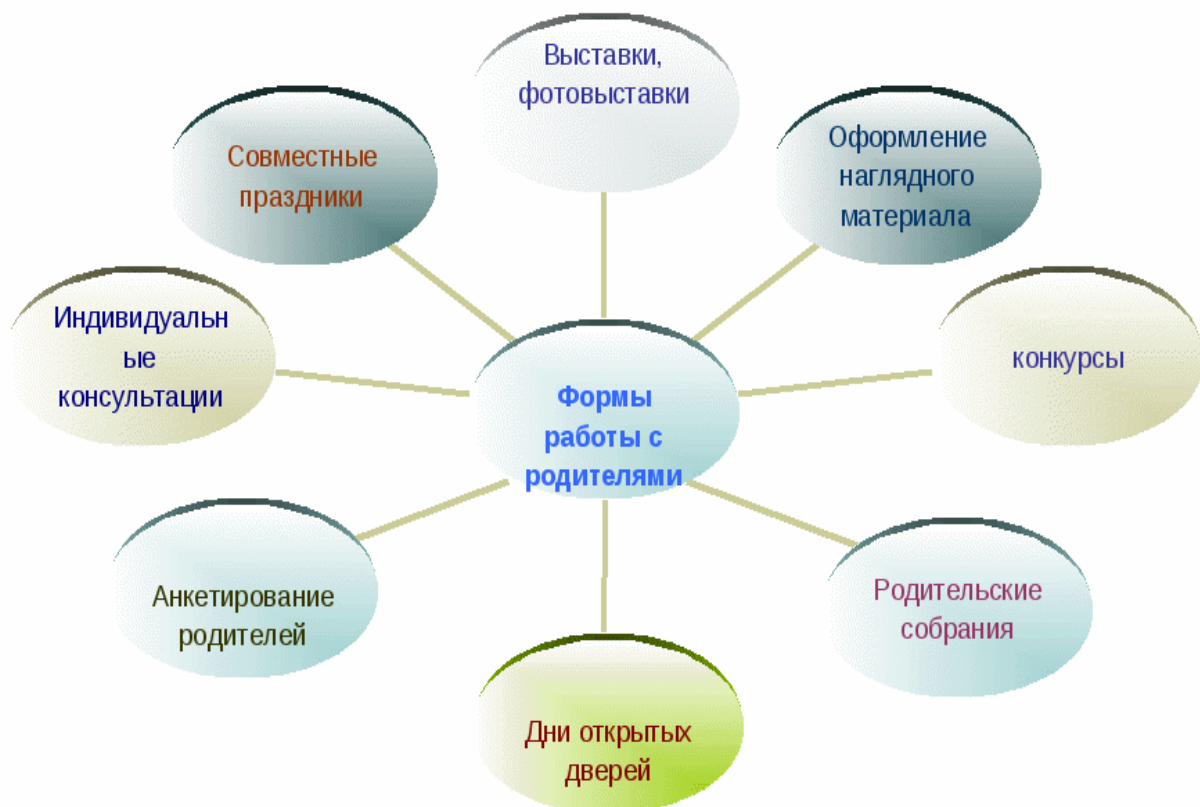 Выставки,
фотовыставки
Совместные
праздники
Оформление
наглядного
материала
Индивидуальн
ые
консультации
конкурсы
Формы
работы с
родителями
Анкетирование
родителей
Родительские
собрания
Дни открытых
дверей